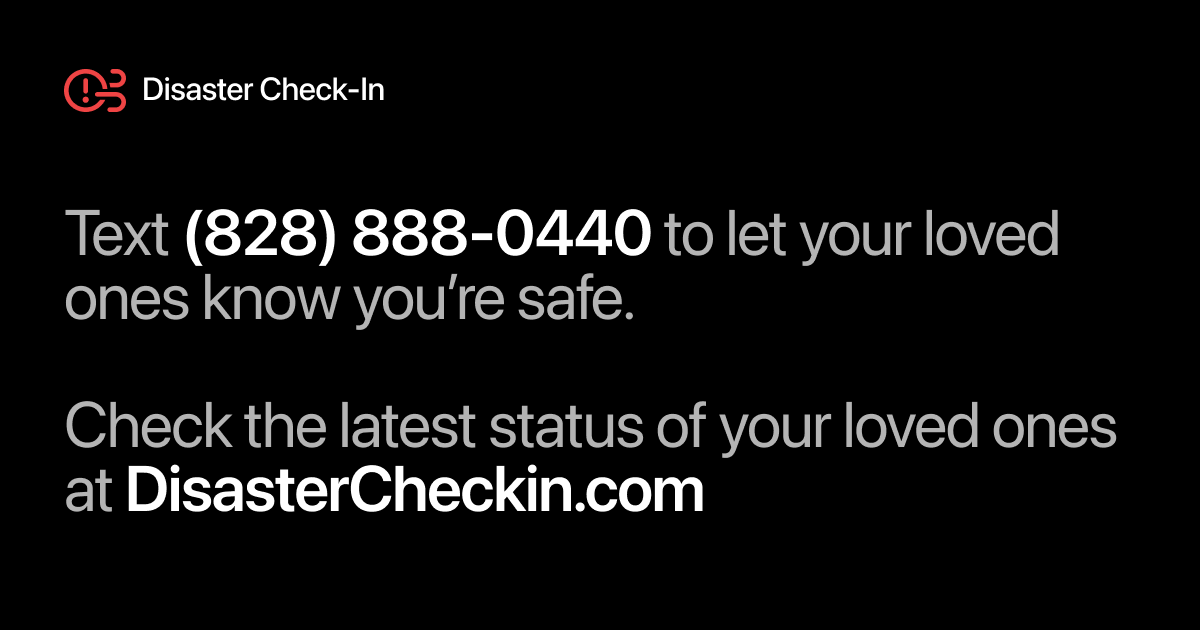 Disaster Check-In
Text (828) 888-0440 to let your loved
ones know you’re safe.
Check the latest status of your loved ones
at DisasterCheckin.com